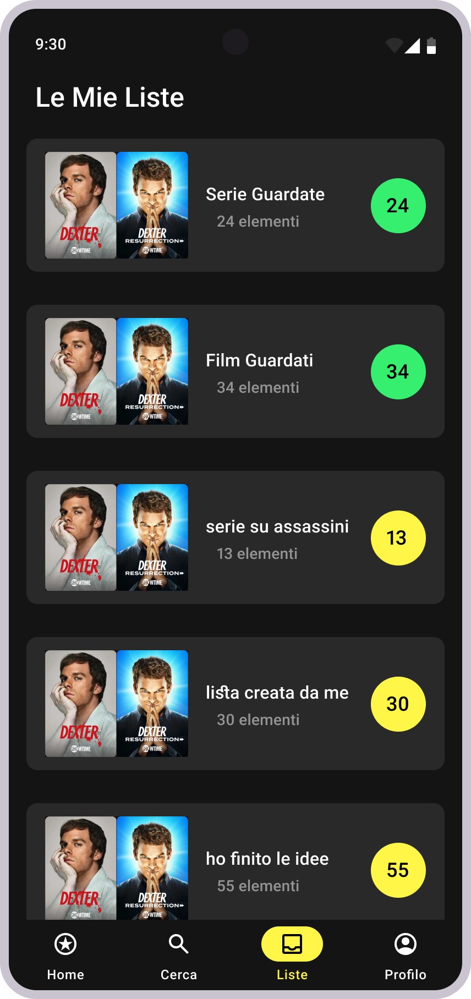 9:30
Le Mie Liste
DEXTER
SHOWTIME
DEXTER
RESURRECTION
SHOWTIME
Serie Guardate
24 elementi
24
DEXTER
SHOWTIME
DEXTER
RESURRECTION
SHOWTIME
Film Guardati
34 elementi
34
DEXTER
SHOWTIME
DEXTER
RESURRECTION
SHOWTIME
serie su assassini
13 elementi
13
DEXTER
SHOWTIME
DEXTER
RESURRECTION
SHOWTIME
lista creata da me
30 elementi
30
DEXTER
SHOWTIME
DEXTER
RESURRECTION
SHOWTIME
ho finito le idee
55 elementi
55
Home
Cerca
Liste
Profilo